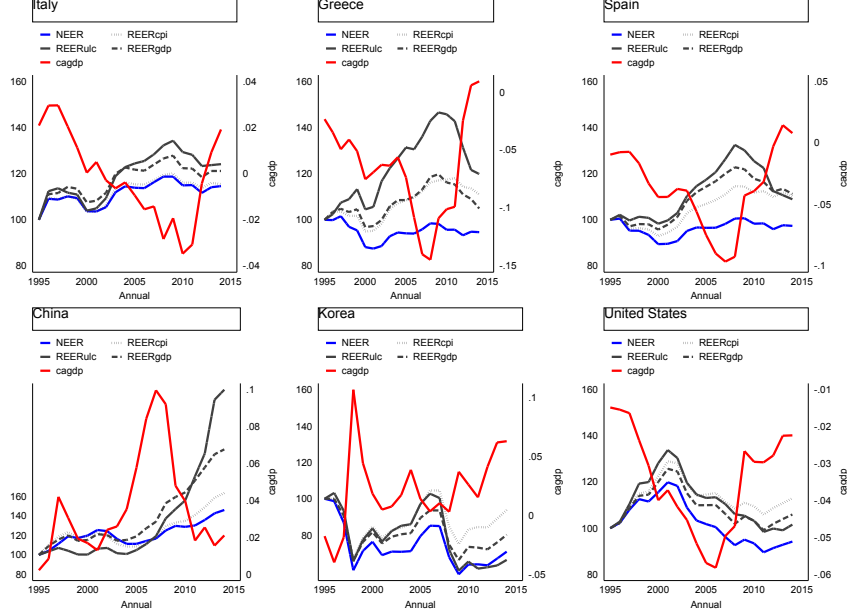 Italy
NEER REERcpi
REERulc REERgdp
cagdp
160 .04
140 .02
120 0
100 -.02
80 -.04
cagdp
1995 2000 2005 2010 2015
Annual
Greece
NEER REERcpi
REERulc REERgdp
cagdp
160 0
140 -.05
120
100 -.1
80 -.15
cagdp
1995 2000 2005 2010 2015
Annual
Spain
NEER REERcpi
REERulc REERgdp
cagdp
160 .05
140 0
120
100 -.05
80 -.1
cagdp
1995 2000 2005 2010 2015
Annual
China
NEER REERcpi
REERulc REERgdp
cagdp
.1
.08
.06
160 .04
140
120 .02
100
80 0
cagdp
1995 2000 2005 2010 2015
Annual
Korea
NEER REERcpi
REERulc REERgdp
cagdp
160 .1
140 .05
120
100 0
80 -.05
cagdp
1995 2000 2005 2010 2015
Annual
United States
NEER REERcpi
REERulc REERgdp
cagdp
160 -.01
140 -.02
-.03
120 -.04
100 -.05
80 -.06
cagdp
1995 2000 2005 2010 2015
Annual